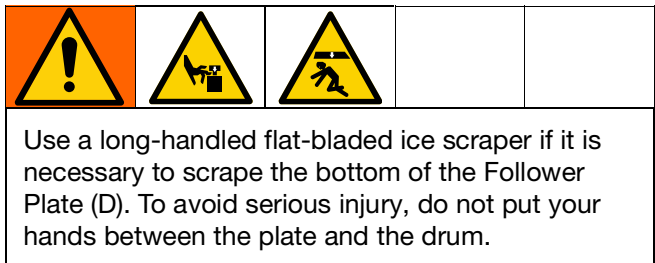 Use a long-handled flat-bladed ice scraper if it is
necessary to scrape the bottom of the Follower
Plate (D). To avoid serious injury, do not put your
hands between the plate and the drum.